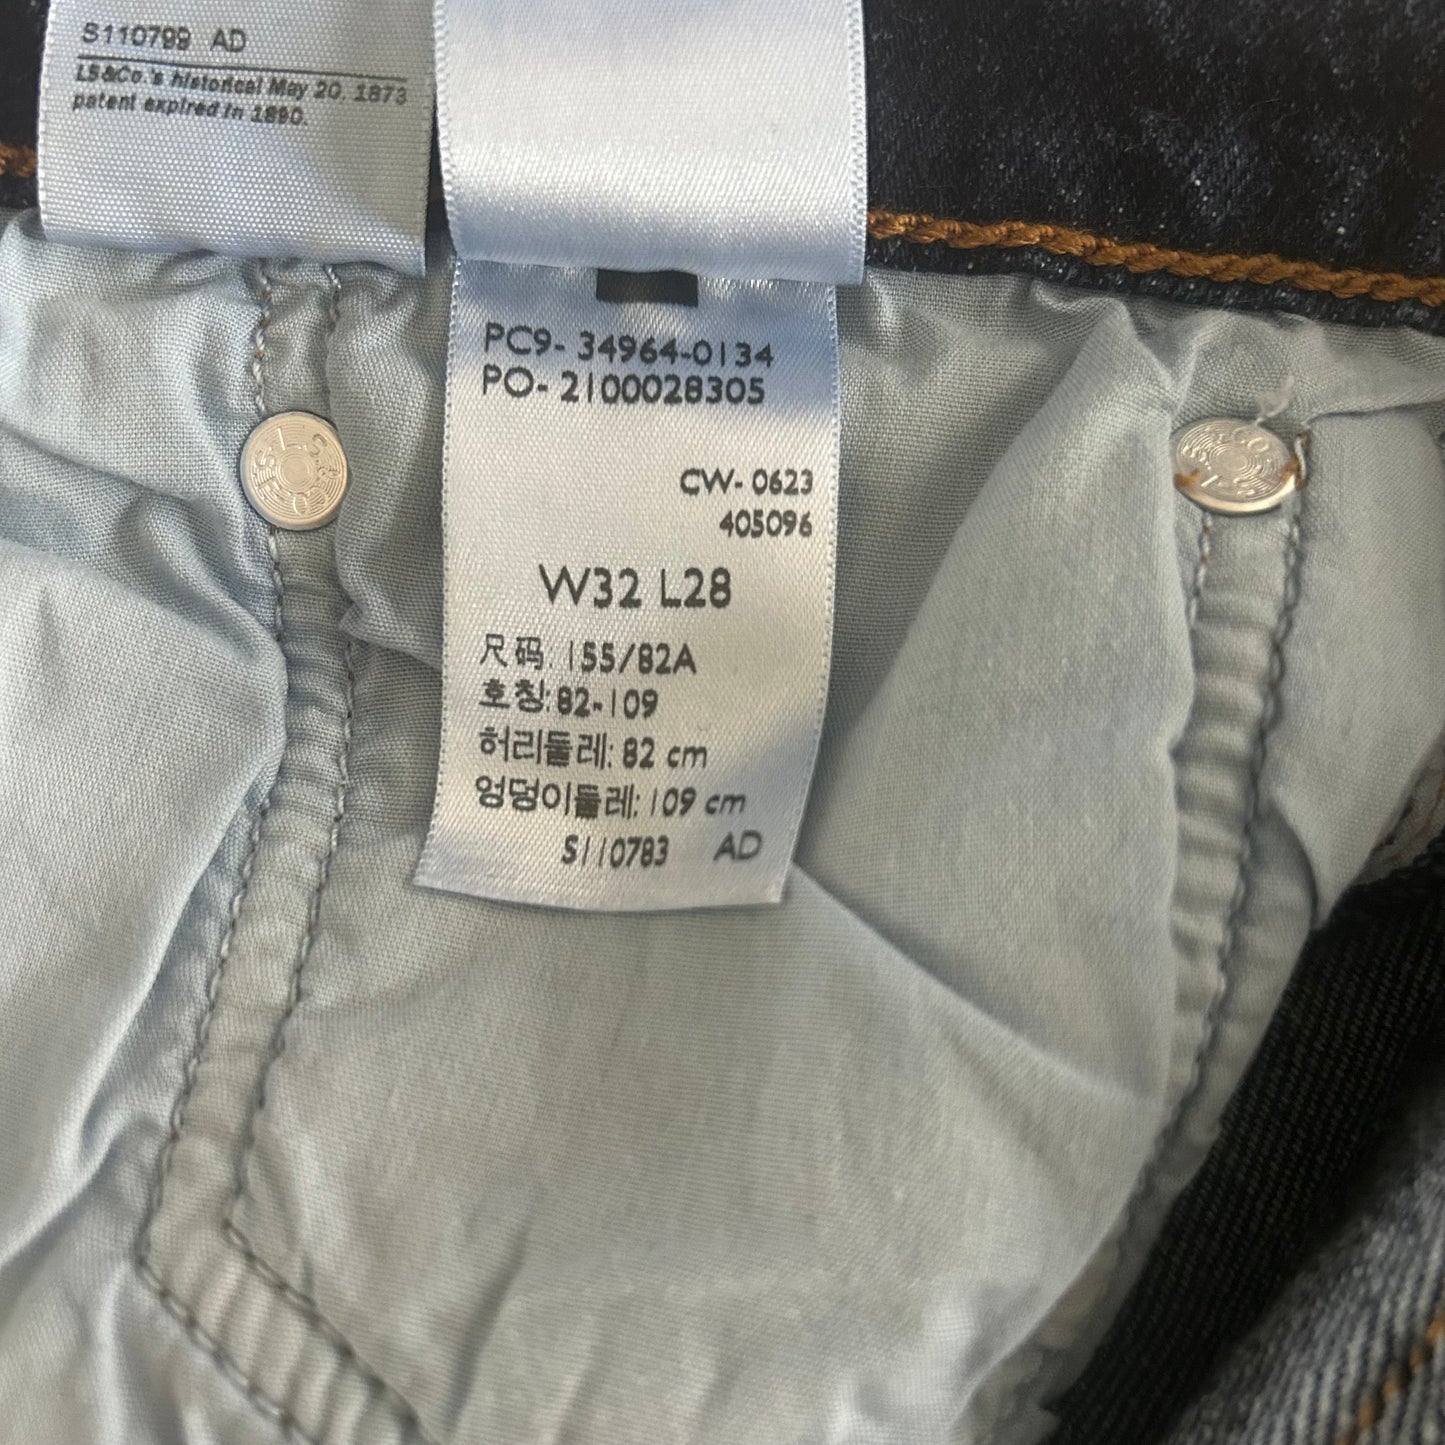 S110799 AD
LS&Co.'s historical May 20, 1873
patent expired in 1890.
PC9- 34964-0134
PO- 2100028305
CW- 0623
405096
W32 L28
尺码: 155/82A
호칭: 82-109
허리둘레: 82 cm
엉덩이둘레: 109 cm
S110783 AD